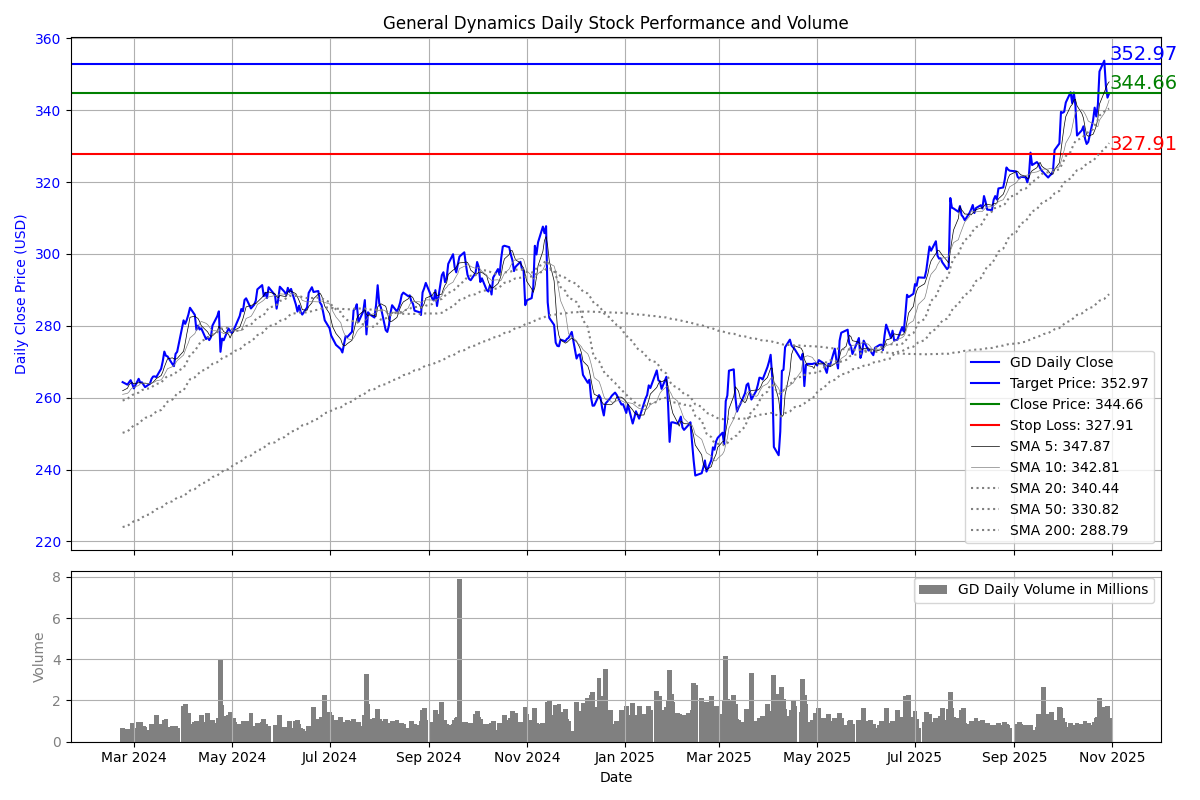 General Dynamics Daily Stock Performance and Volume
360
340
320
300
280
260
240
220
Daily Close Price (USD)
352.97
344.66
327.91
GD Daily Close
Target Price: 352.97
Close Price: 344.66
Stop Loss: 327.91
SMA 5: 347.87
SMA 10: 342.81
SMA 20: 340.44
SMA 50: 330.82
SMA 200: 288.79
8
6
4
2
0
Volume
GD Daily Volume in Millions
Mar 2024 May 2024 Jul 2024 Sep 2024 Nov 2024 Jan 2025 Mar 2025 May 2025 Jul 2025 Sep 2025 Nov 2025
Date